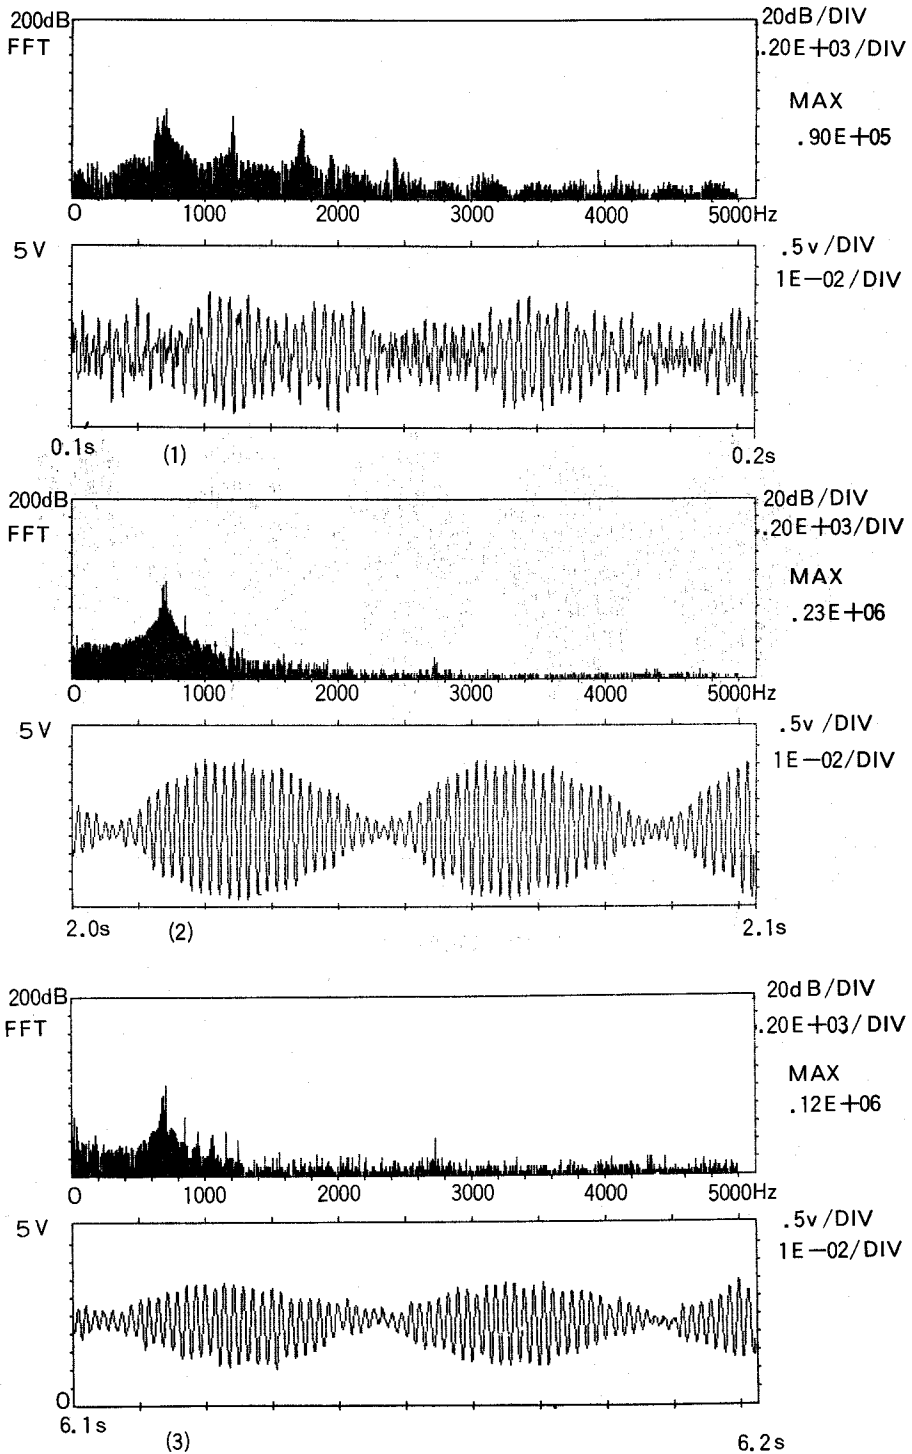 200dB 20dB/DIV
FFT .20E+03/DIV
MAX
.90E+05
0 1000 2000 3000 4000 5000Hz
5V .5v/DIV
1E-02/DIV
0.1s (1) 0.2s
200dB 20dB/DIV
FFT .20E+03/DIV
MAX
.23E+06
0 1000 2000 3000 4000 5000Hz
5V .5v/DIV
1E-02/DIV
2.0s (2) 2.1s
200dB 20dB/DIV
FFT .20E+03/DIV
MAX
.12E+06
0 1000 2000 3000 4000 5000Hz
5V .5v/DIV
1E-02/DIV
0
6.1s (3) 6.2s